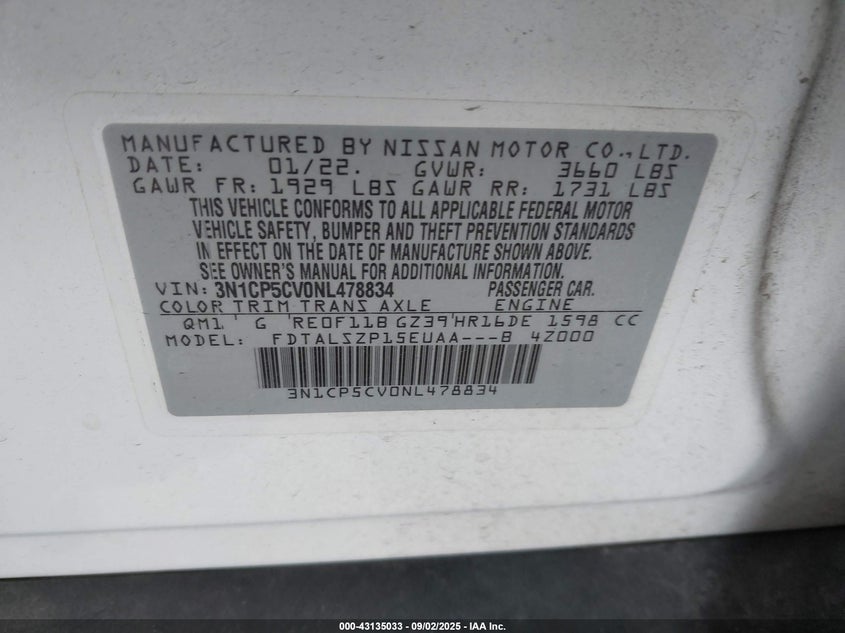 MANUFACTURED BY NISSAN MOTOR CO., LTD.
DATE: 01/22. GVWR: 3660 LBS
GAWR FR: 1929 LBS GAWR RR: 1731 LBS
THIS VEHICLE CONFORMS TO ALL APPLICABLE FEDERAL MOTOR
VEHICLE SAFETY, BUMPER AND THEFT PREVENTION STANDARDS
IN EFFECT ON THE DATE OF MANUFACTURE SHOWN ABOVE.
SEE OWNER'S MANUAL FOR ADDITIONAL INFORMATION.
VIN: 3N1CP5CV0NL478834 PASSENGER CAR.
COLOR TRIM TRANS AXLE ENGINE
QM1 G RE0F11B GZ39 HR16DE 1598 CC
MODEL: FDTALSZP15EUAA---B 4Z000
3N1CP5CV0NL478834
000-43135033 - 09/02/2025 - IAA Inc.